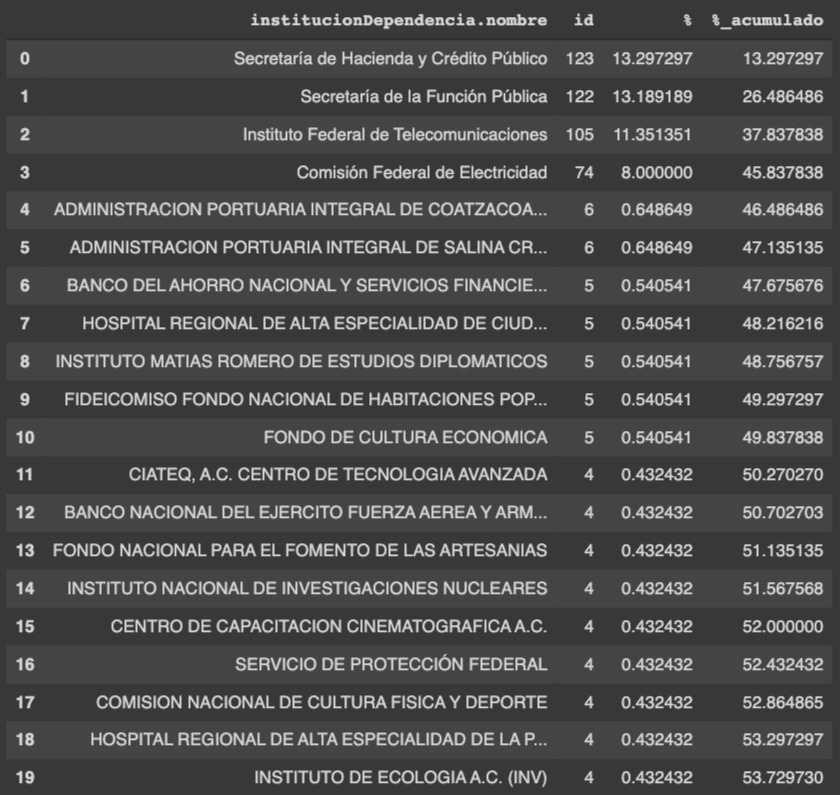 institucionDependencia.nombre id % %_acumulado
0 Secretaría de Hacienda y Crédito Público 123 13.297297 13.297297
1 Secretaría de la Función Pública 122 13.189189 26.486486
2 Instituto Federal de Telecomunicaciones 105 11.351351 37.837838
3 Comisión Federal de Electricidad 74 8.000000 45.837838
4 ADMINISTRACION PORTUARIA INTEGRAL DE COATZACOA... 6 0.648649 46.486486
5 ADMINISTRACION PORTUARIA INTEGRAL DE SALINA CR... 6 0.648649 47.135135
6 BANCO DEL AHORRO NACIONAL Y SERVICIOS FINANCIE... 5 0.540541 47.675676
7 HOSPITAL REGIONAL DE ALTA ESPECIALIDAD DE CIUD... 5 0.540541 48.216216
8 INSTITUTO MATIAS ROMERO DE ESTUDIOS DIPLOMATICOS 5 0.540541 48.756757
9 FIDEICOMISO FONDO NACIONAL DE HABITACIONES POP... 5 0.540541 49.297297
10 FONDO DE CULTURA ECONOMICA 5 0.540541 49.837838
11 CIATEQ, A.C. CENTRO DE TECNOLOGIA AVANZADA 4 0.432432 50.270270
12 BANCO NACIONAL DEL EJERCITO FUERZA AEREA Y ARM... 4 0.432432 50.702703
13 FONDO NACIONAL PARA EL FOMENTO DE LAS ARTESANIAS 4 0.432432 51.135135
14 INSTITUTO NACIONAL DE INVESTIGACIONES NUCLEARES 4 0.432432 51.567568
15 CENTRO DE CAPACITACION CINEMATOGRAFICA A.C. 4 0.432432 52.000000
16 SERVICIO DE PROTECCIÓN FEDERAL 4 0.432432 52.432432
17 COMISION NACIONAL DE CULTURA FISICA Y DEPORTE 4 0.432432 52.864865
18 HOSPITAL REGIONAL DE ALTA ESPECIALIDAD DE LA P... 4 0.432432 53.297297
19 INSTITUTO DE ECOLOGIA A.C. (INV) 4 0.432432 53.729730